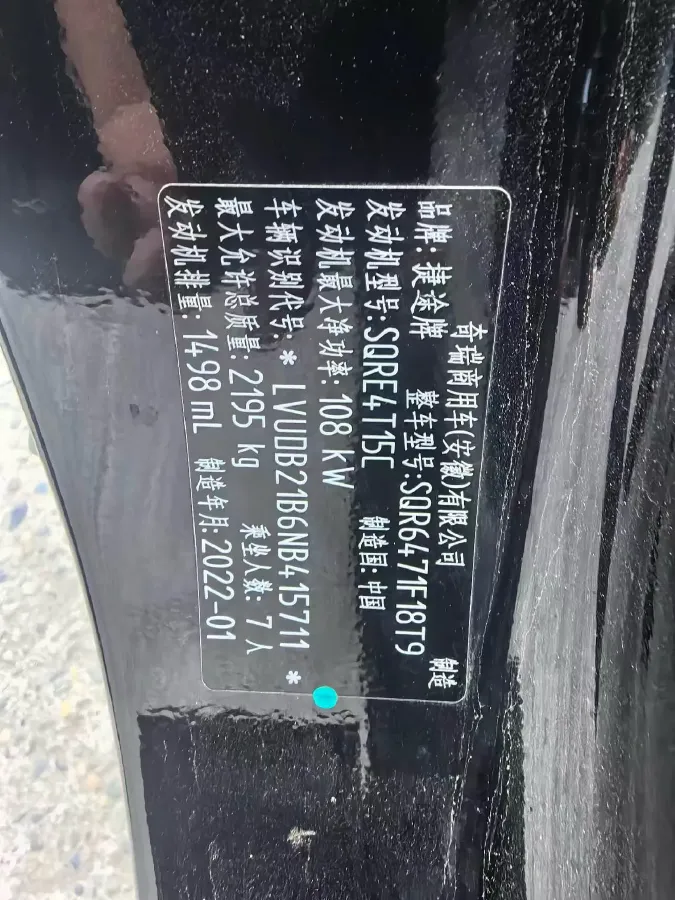 奇瑞商用车(安徽)有限公司 制造
品牌: 捷途牌 整车型号:SQR6471F18T9
发动机型号:SQRE4T15C 制造国: 中国
发动机最大净功率: 108 kW
车辆识别代号: * LVUDB21B6NB415711 *
最大允许总质量: 2195 kg 乘坐人数: 7 人
发动机排量: 1498 mL 制造年月: 2022-01